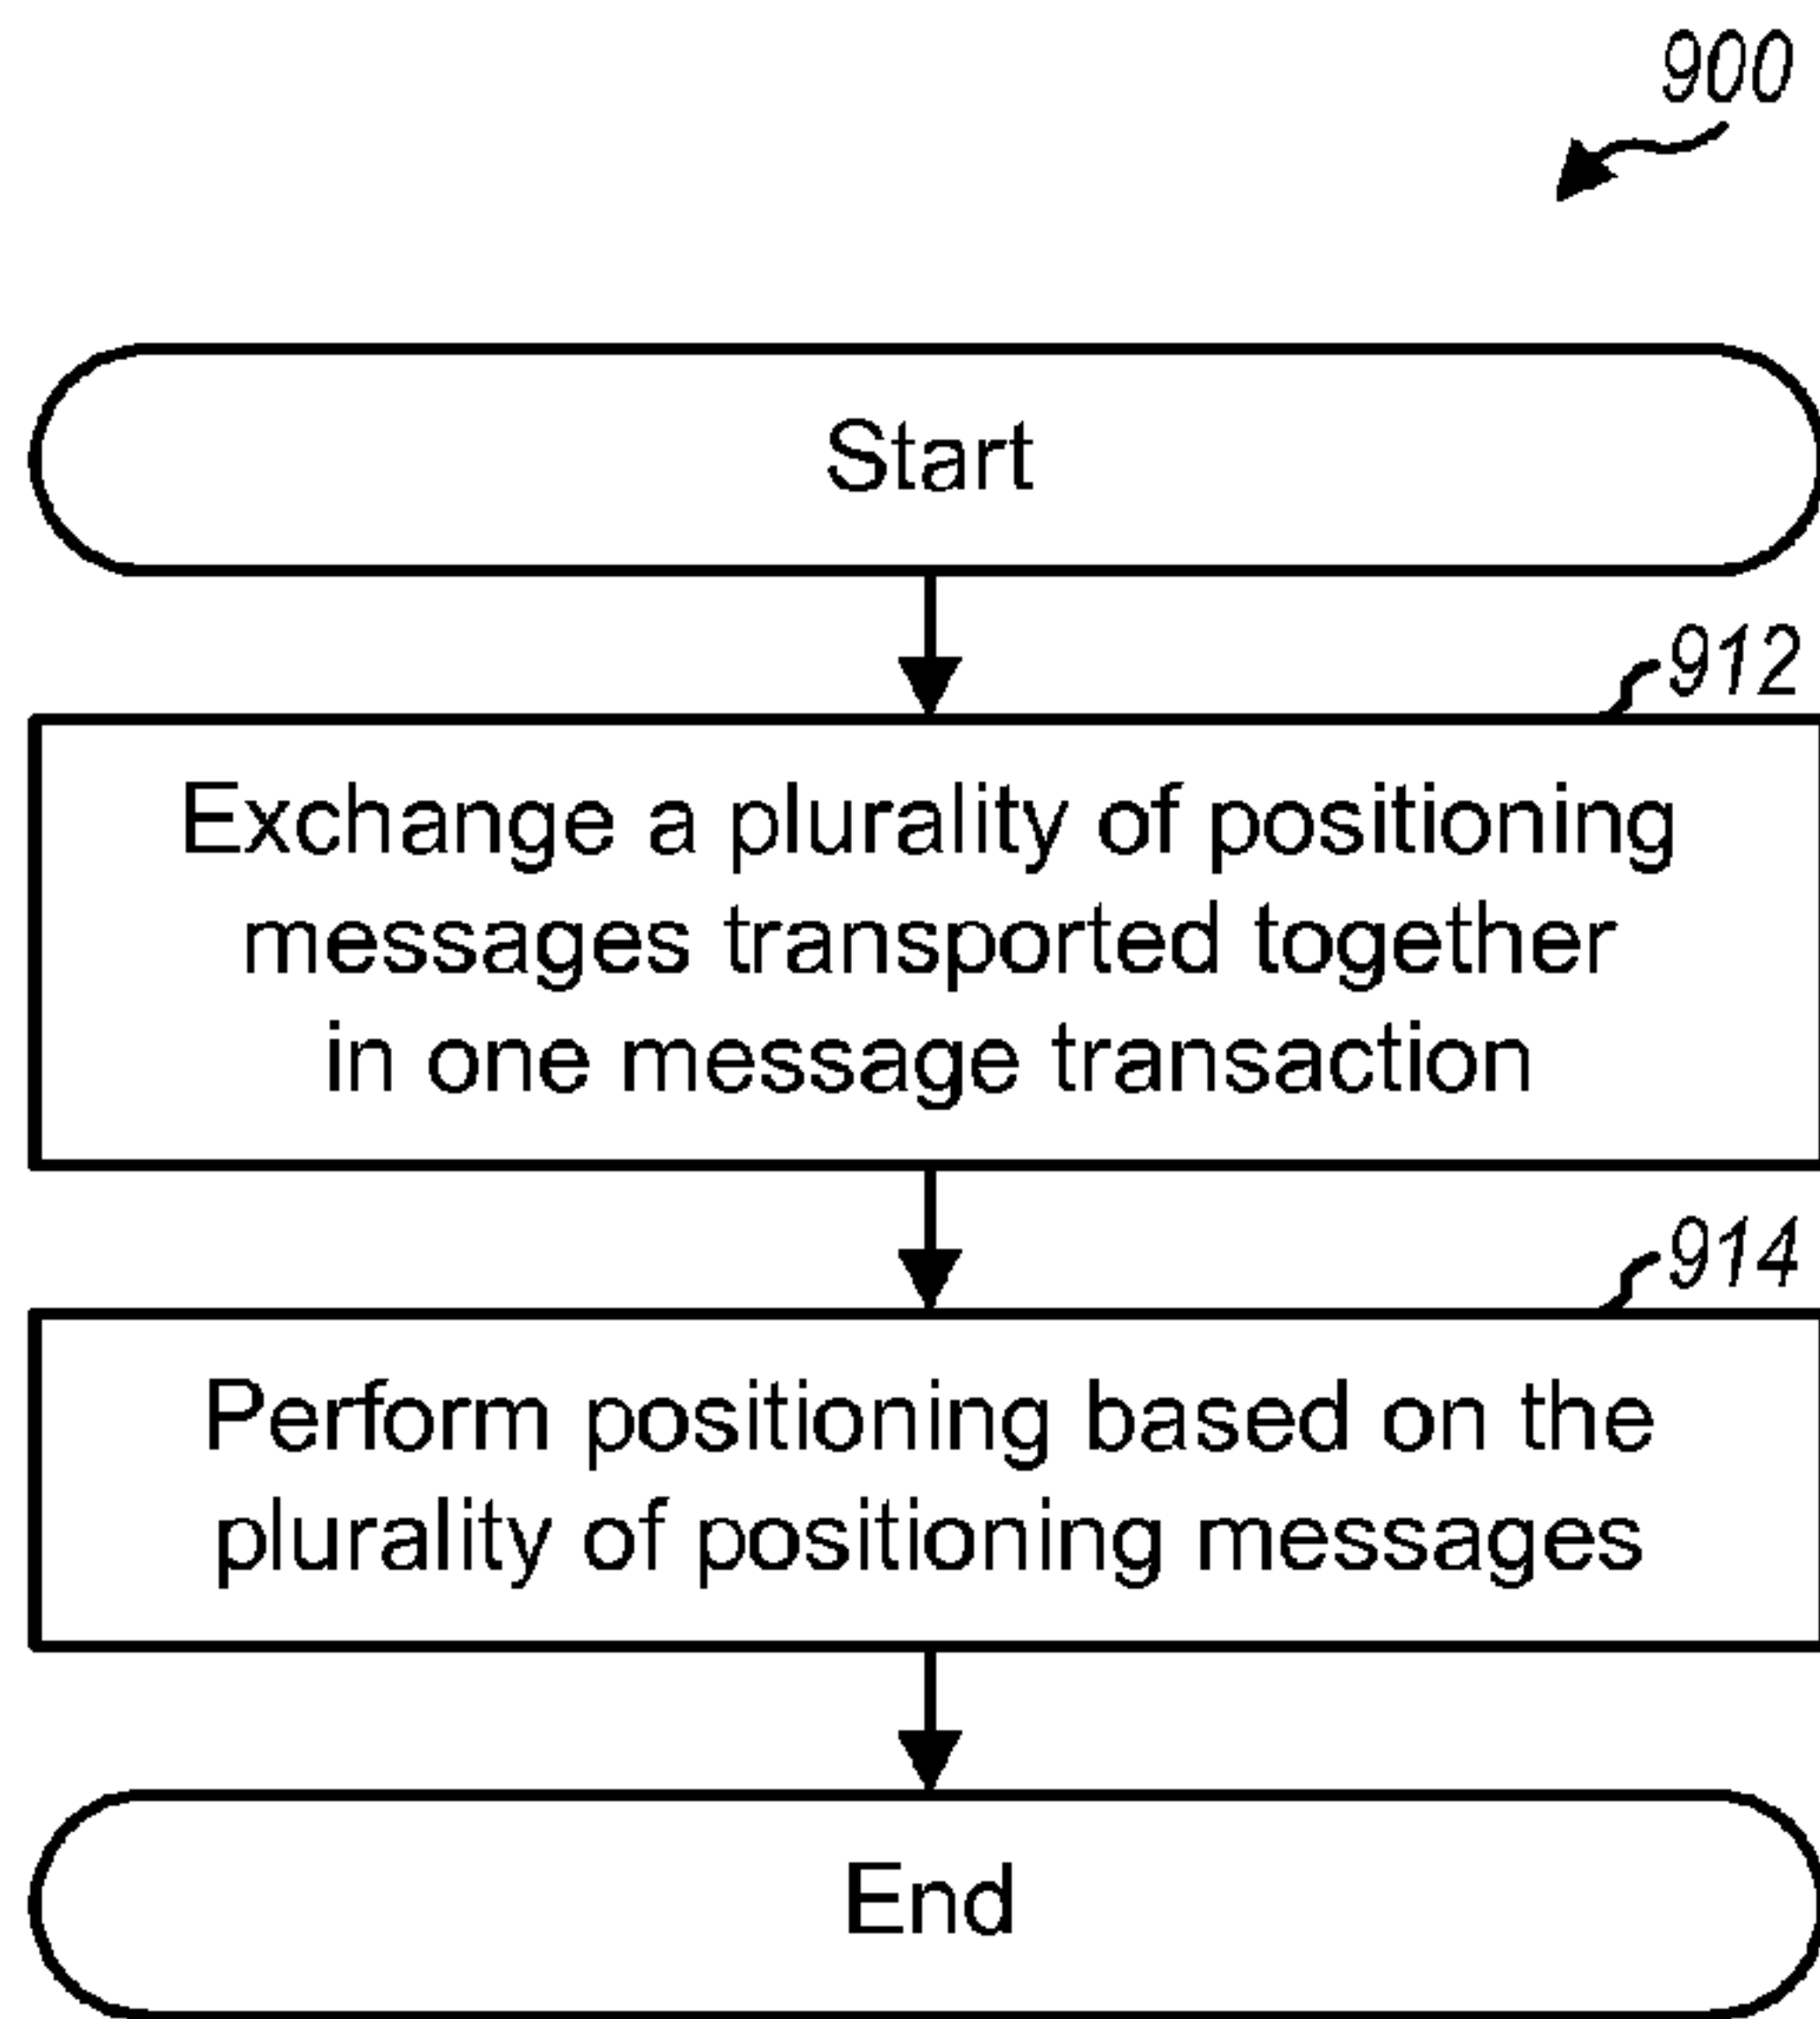 900
Start
912
Exchange a plurality of positioning
messages transported together
in one message transaction
914
Perform positioning based on the
plurality of positioning messages
End